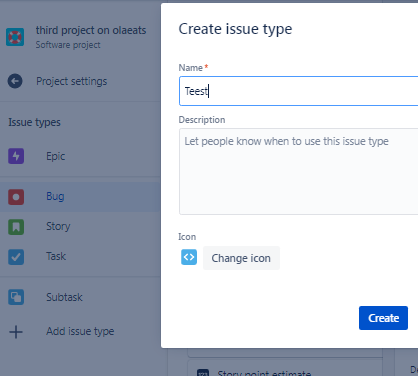 third project on olaeats
Software project
Project settings
Issue types
Epic
Bug
Story
Task
Subtask
Add issue type
Create issue type
Name*
Teest
Description
Let people know when to use this issue type
Icon
Change icon
Create
Story point estimate